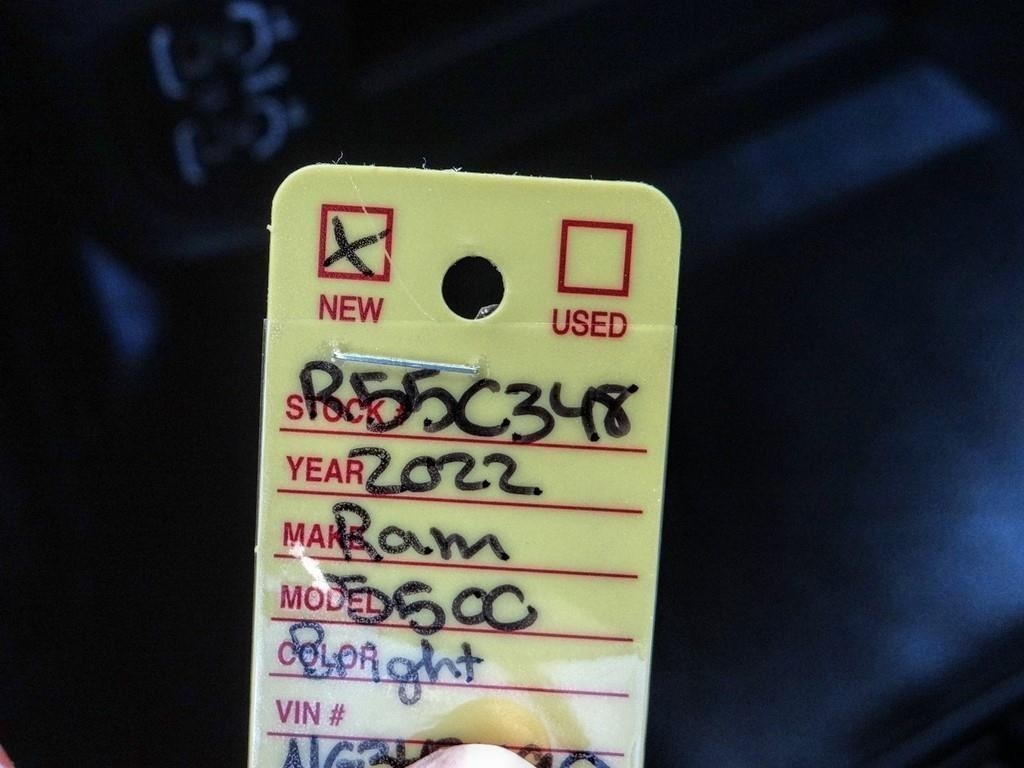 X
NEW USED
STOCK # R55C348
YEAR 2022
MAKE Ram
MODEL 5500
COLOR Bright
VIN #